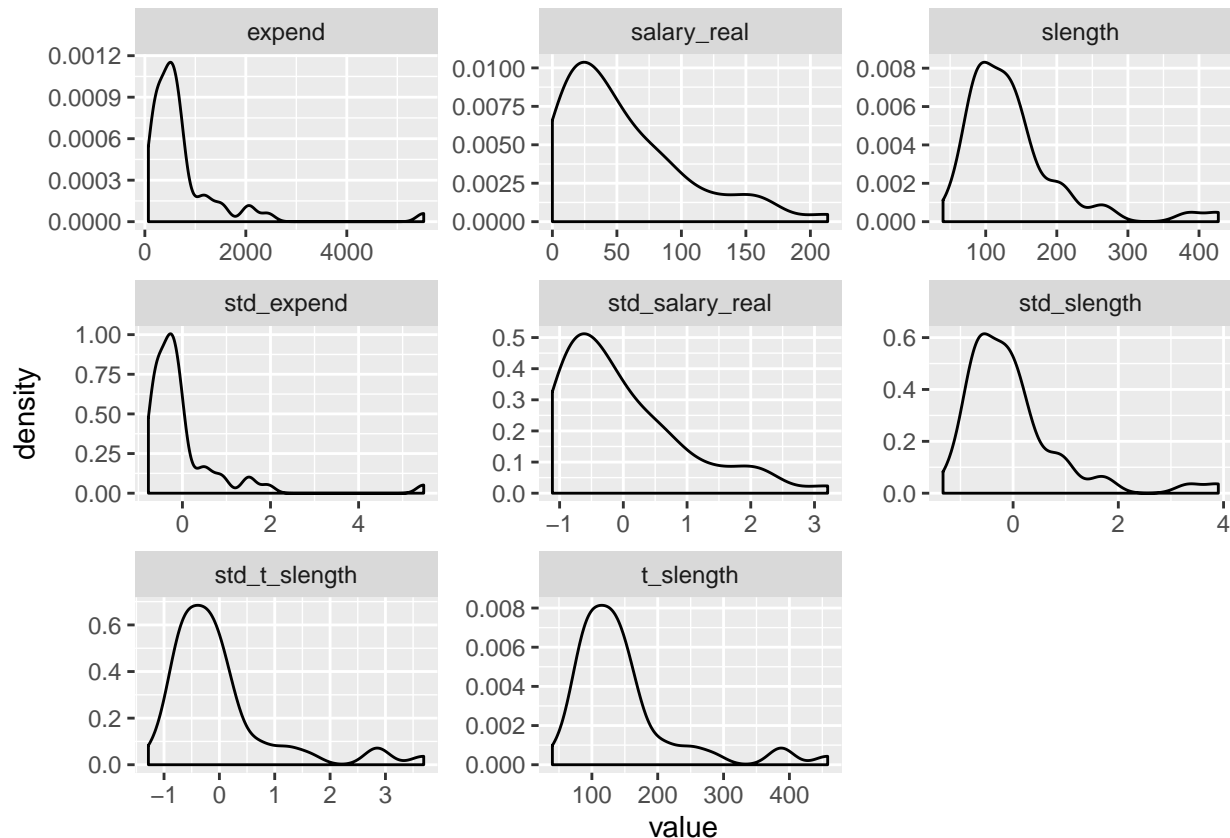 expend
salary_real
slength
0.0012
0.0009
0.0006
0.0003
0.0000
0 2000 4000
0.0100
0.0075
0.0050
0.0025
0.0000
0 50 100 150 200
0.008
0.006
0.004
0.002
0.000
100 200 300 400
std_expend
std_salary_real
std_slength
1.00
0.75
0.50
0.25
0.00
0 2 4
0.5
0.4
0.3
0.2
0.1
0.0
−1 0 1 2 3
0.6
0.4
0.2
0.0
0 2 4
std_t_slength
t_slength
0.6
0.4
0.2
0.0
−1 0 1 2 3
0.008
0.006
0.004
0.002
0.000
100 200 300 400
density
value